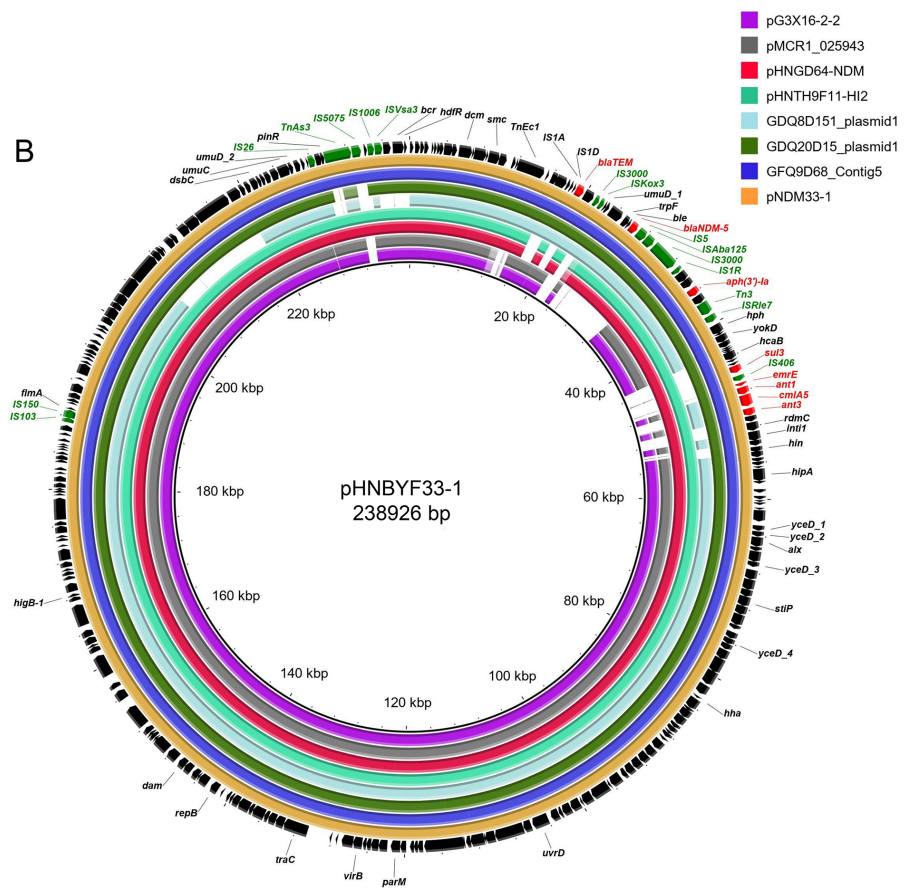 B
pG3X16-2-2
pMCR1_025943
pHNGD64-NDM
pHNTH9F11-HI2
GDQ8D151_plasmid1
GDQ20D15_plasmid1
GFQ9D68_Contig5
pNDM33-1
pHNBYF33-1
238926 bp
20 kbp
40 kbp
60 kbp
80 kbp
100 kbp
120 kbp
140 kbp
160 kbp
180 kbp
200 kbp
220 kbp
bcr
hdfR
dcm
smc
TnEc1
IS1A
IS1D
blaTEM
IS3000
ISKox3
umuD_1
trpF
ble
blaNDM-5
IS5
ISAba125
IS3000
IS1R
aph(3')-Ia
Tn3
ISRle7
hph
yokD
hcaB
sul3
IS406
emrE
ant1
cmlA5
ant3
rdmC
intI1
hin
hipA
yceD_1
yceD_2
alx
yceD_3
stiP
yceD_4
hha
uvrD
parM
virB
traC
repB
dam
higB-1
IS103
IS150
flmA
dsbC
umuC
umuD_2
IS26
pinR
TnAs3
IS5075
IS1006
ISVsa3